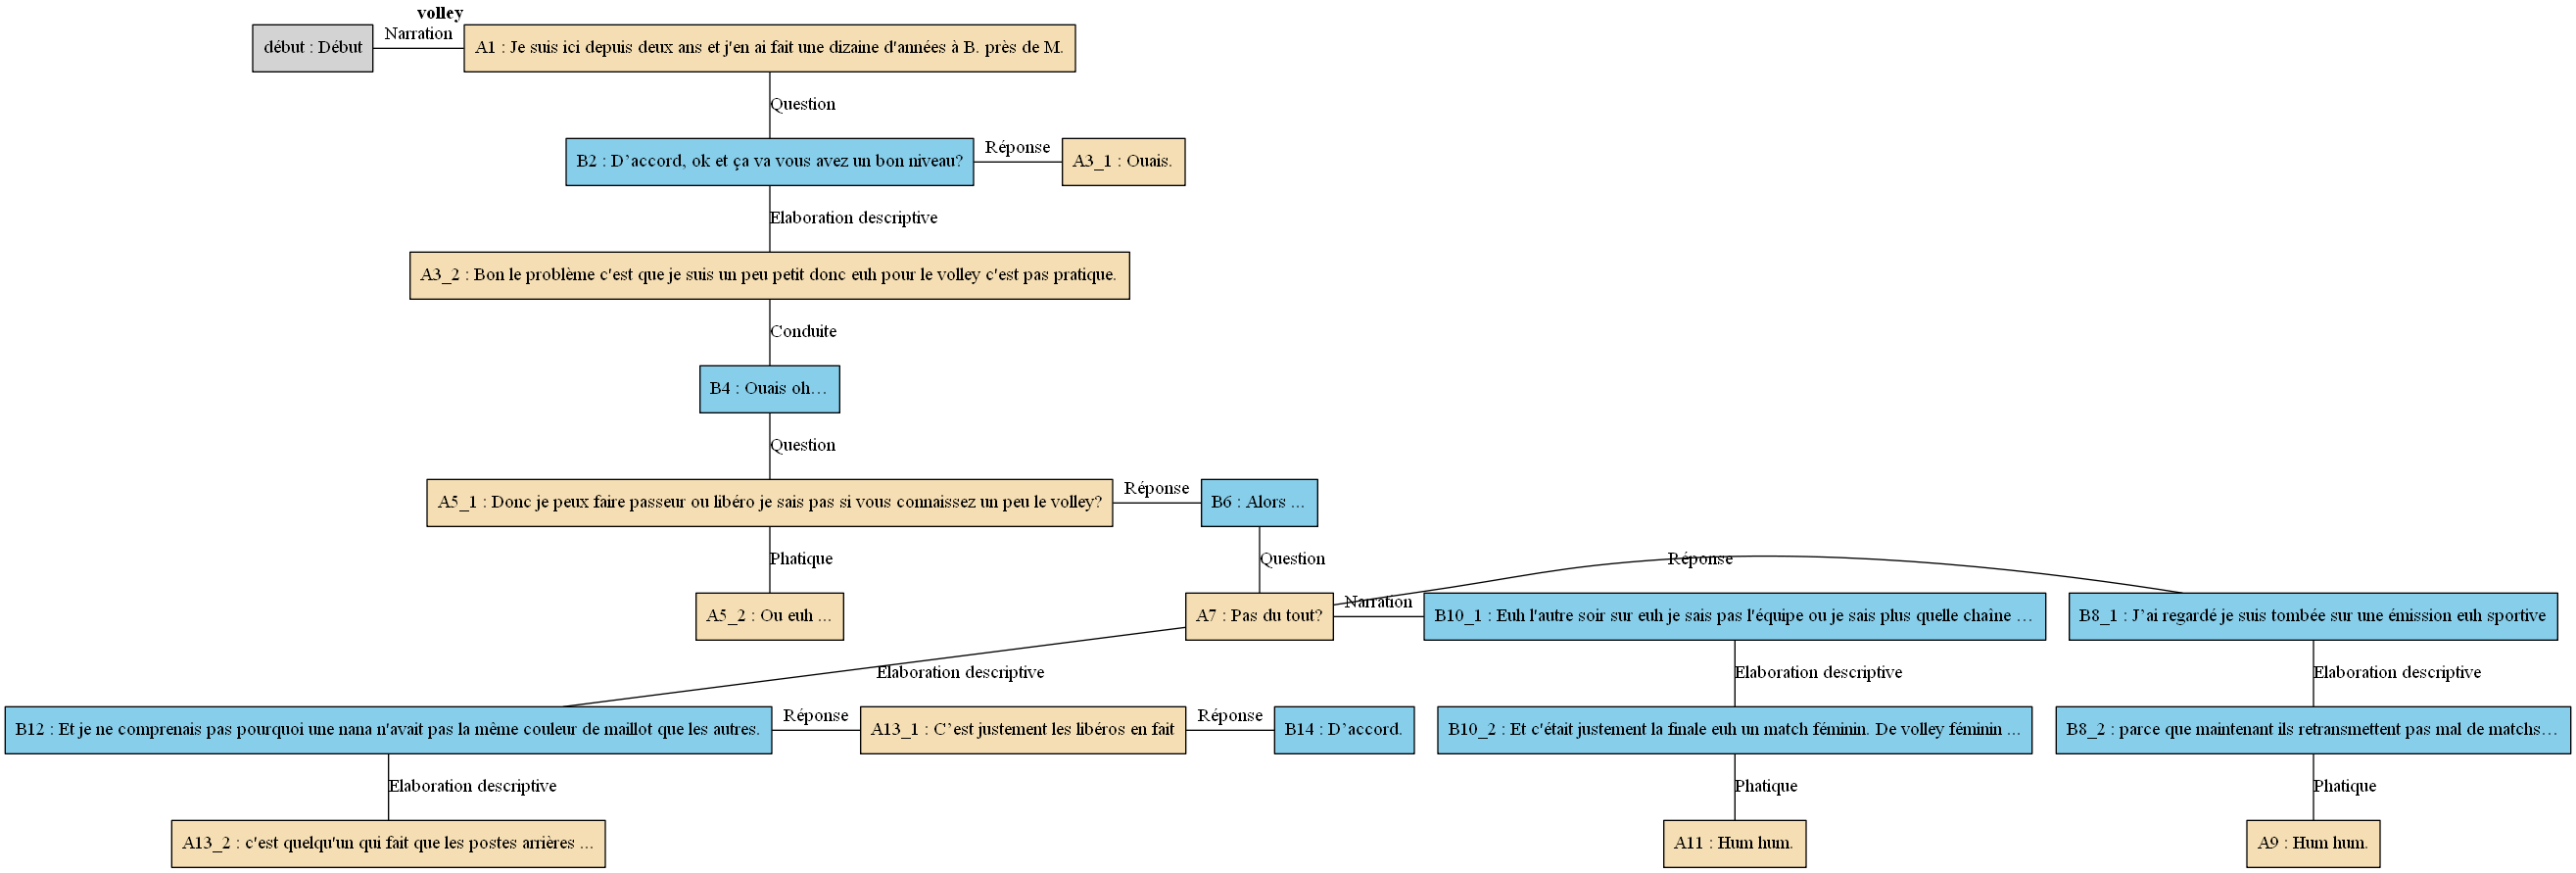 volley
début : Début
Narration
A1 : Je suis ici depuis deux ans et j'en ai fait une dizaine d'années à B. près de M.
Question
B2 : D’accord, ok et ça va vous avez un bon niveau?
Réponse
A3_1 : Ouais.
Elaboration descriptive
A3_2 : Bon le problème c'est que je suis un peu petit donc euh pour le volley c'est pas pratique.
Conduite
B4 : Ouais oh…
Question
A5_1 : Donc je peux faire passeur ou libéro je sais pas si vous connaissez un peu le volley?
Réponse
B6 : Alors ...
Phatique
Question
Réponse
A5_2 : Ou euh ...
A7 : Pas du tout?
Narration
B10_1 : Euh l'autre soir sur euh je sais pas l'équipe ou je sais plus quelle chaîne …
B8_1 : J’ai regardé je suis tombée sur une émission euh sportive
Elaboration descriptive
Elaboration descriptive
Elaboration descriptive
B12 : Et je ne comprenais pas pourquoi une nana n'avait pas la même couleur de maillot que les autres.
Réponse
A13_1 : C’est justement les libéros en fait
Réponse
B14 : D’accord.
B10_2 : Et c'était justement la finale euh un match féminin. De volley féminin ...
B8_2 : parce que maintenant ils retransmettent pas mal de matchs…
Elaboration descriptive
Phatique
Phatique
A13_2 : c'est quelqu'un qui fait que les postes arrières ...
A11 : Hum hum.
A9 : Hum hum.